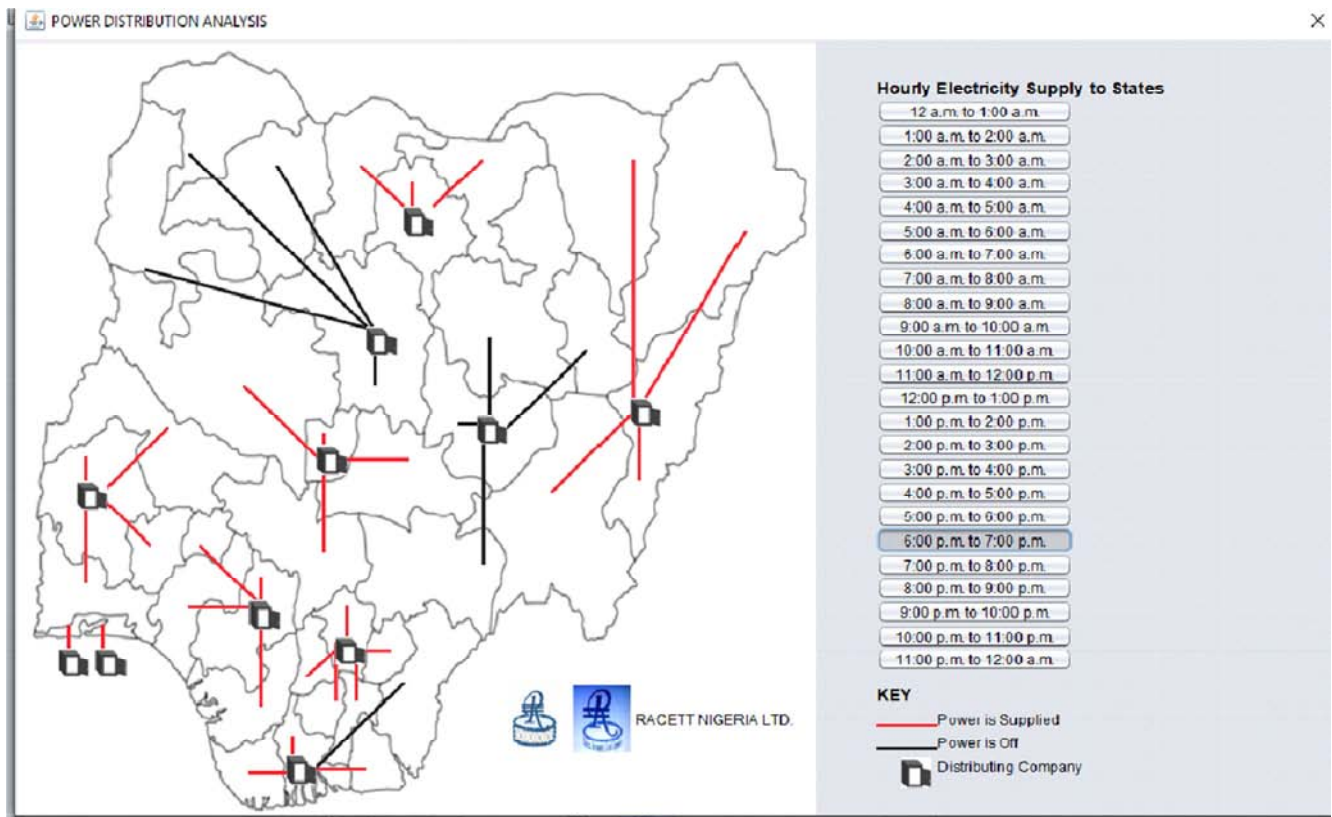 POWER DISTRIBUTION ANALYSIS
Hourly Electricity Supply to States
12 a.m. to 1:00 a.m.
1:00 a.m. to 2:00 a.m.
2:00 a.m. to 3:00 a.m.
3:00 a.m. to 4:00 a.m.
4:00 a.m. to 5:00 a.m.
5:00 a.m. to 6:00 a.m.
6:00 a.m. to 7:00 a.m.
7:00 a.m. to 8:00 a.m.
8:00 a.m. to 9:00 a.m.
9:00 a.m. to 10:00 a.m.
10:00 a.m. to 11:00 a.m.
11:00 a.m. to 12:00 p.m.
12:00 p.m. to 1:00 p.m.
1:00 p.m. to 2:00 p.m.
2:00 p.m. to 3:00 p.m.
3:00 p.m. to 4:00 p.m.
4:00 p.m. to 5:00 p.m.
5:00 p.m. to 6:00 p.m.
6:00 p.m. to 7:00 p.m.
7:00 p.m. to 8:00 p.m.
8:00 p.m. to 9:00 p.m.
9:00 p.m. to 10:00 p.m.
10:00 p.m. to 11:00 p.m.
11:00 p.m. to 12:00 a.m.
KEY
Power is Supplied
Power is Off
Distributing Company
RACETT NIGERIA LTD.